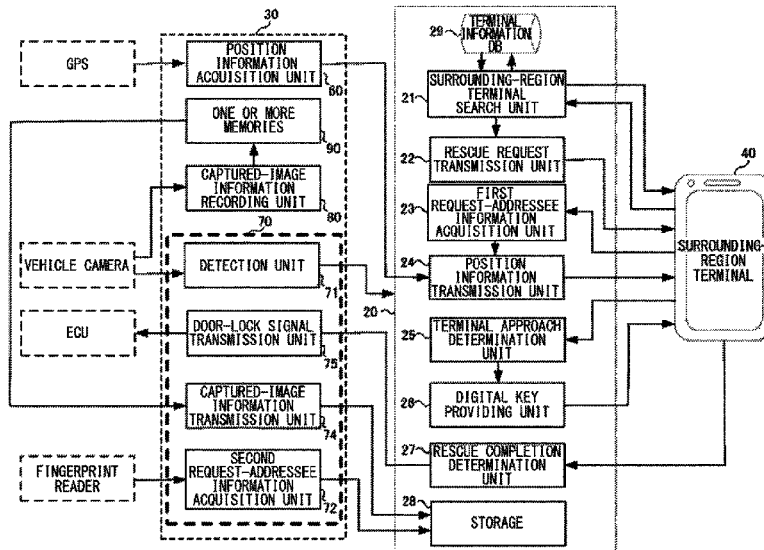 30
GPS
POSITION
INFORMATION
ACQUISITION UNIT
60
ONE OR MORE
MEMORIES
90
CAPTURED-IMAGE
INFORMATION
RECORDING UNIT
80
70
VEHICLE CAMERA
DETECTION UNIT
71
ECU
DOOR-LOCK SIGNAL
TRANSMISSION UNIT
75
CAPTURED-IMAGE
INFORMATION
TRANSMISSION UNIT
74
FINGERPRINT
READER
SECOND
REQUEST-ADDRESSEE
INFORMATION
ACQUISITION UNIT
72
20
29
TERMINAL
INFORMATION
DB
21
SURROUNDING-REGION
TERMINAL
SEARCH UNIT
22
RESCUE REQUEST
TRANSMISSION UNIT
23
FIRST
REQUEST-ADDRESSEE
INFORMATION
ACQUISITION UNIT
24
POSITION
INFORMATION
TRANSMISSION UNIT
25
TERMINAL APPROACH
DETERMINATION
UNIT
26
DIGITAL KEY
PROVIDING UNIT
27
RESCUE COMPLETION
DETERMINATION
UNIT
28
STORAGE
40
SURROUNDING-
REGION
TERMINAL